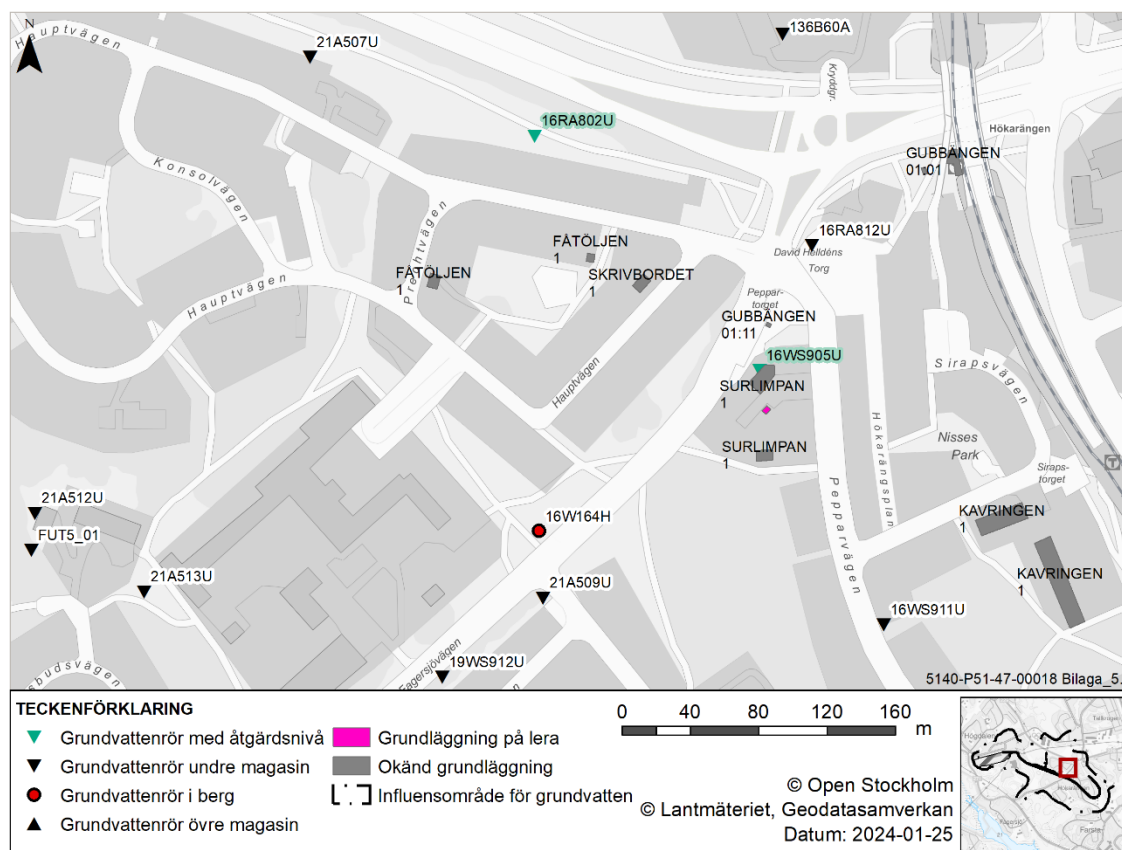 N
Hauptvägen
21A507U
136B60A
Kryddgr.
16RA802U
Hökarängen
GUBBÄNGEN
01:01
Konsolvägen
Prechtvägen
16RA812U
David Helldéns
Torg
FÅTÖLJEN
1
FÅTÖLJEN
1
SKRIVBORDET
1
Hauptvägen
Peppar-
torget
GUBBÄNGEN
01:11
16WS905U
SURLIMPAN
1
Sirapsvägen
Hauptvägen
Hökarängsplan
Nisses
Park
SURLIMPAN
1
Siraps-
torget
T
21A512U
FUT5_01
16W164H
Pepparvägen
KAVRINGEN
1
21A513U
21A509U
KAVRINGEN
1
16WS911U
sbudsvägen
Fagersjövägen
19WS912U
5140-P51-47-00018 Bilaga_5.
TECKENFÖRKLARING
Grundvattenrör med åtgärdsnivå
Grundvattenrör undre magasin
Grundvattenrör i berg
Grundvattenrör övre magasin
Grundläggning på lera
Okänd grundläggning
Influensområde för grundvatten
0 40 80 120 160
m
© Open Stockholm
© Lantmäteriet, Geodatasamverkan
Datum: 2024-01-25
Farsta